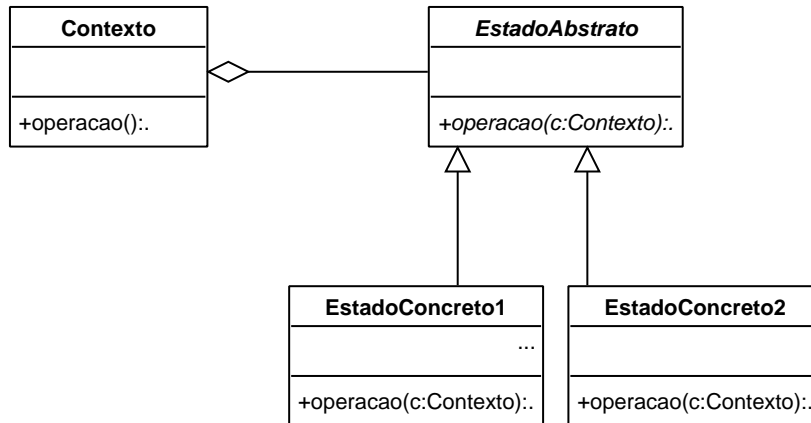 Contexto
+operacao():.
EstadoAbstrato
+operacao(c:Contexto):.
EstadoConcreto1
...
+operacao(c:Contexto):.
EstadoConcreto2
+operacao(c:Contexto):.